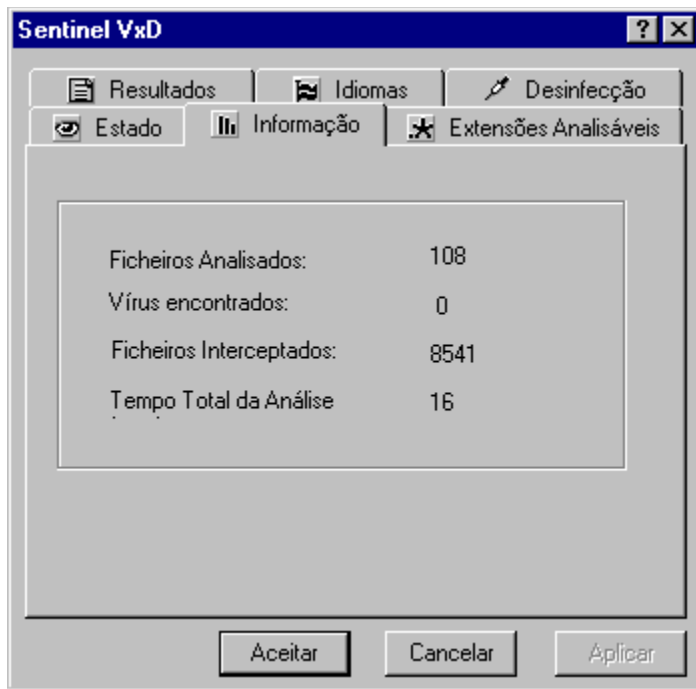 Sentinel VxD
Resultados Idiomas Desinfecção
Estado Informação Extensões Analisáveis
Ficheiros Analisados: 108
Vírus encontrados: 0
Ficheiros Interceptados: 8541
Tempo Total da Análise 16
Aceitar Cancelar Aplicar